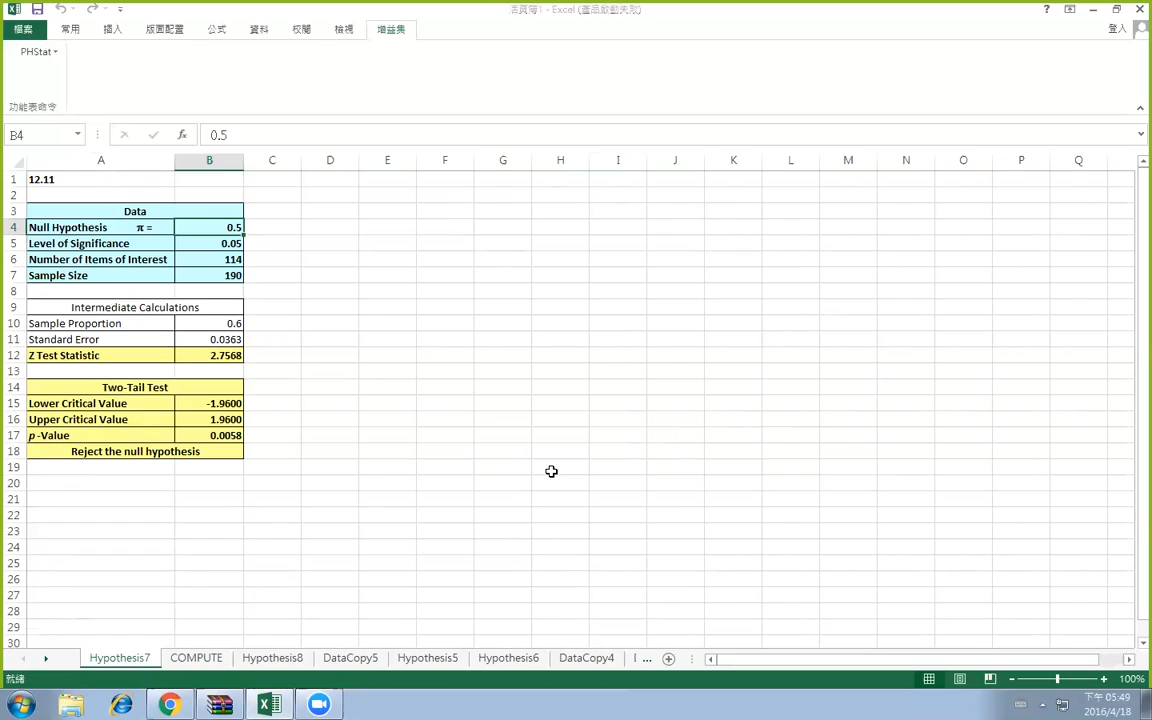 活頁簿1 - Excel (產品啟動失敗)
?
檔案 常用 插入 版面配置 公式 資料 校閱 檢視 增益集 登入
PHStat
功能表命令
B4 fx 0.5
A B C D E F G H I J K L M N O P Q
1 12.11
2
3 Data
4 Null Hypothesis π = 0.5
5 Level of Significance 0.05
6 Number of Items of Interest 114
7 Sample Size 190
8
9 Intermediate Calculations
10 Sample Proportion 0.6
11 Standard Error 0.0363
12 Z Test Statistic 2.7568
13
14 Two-Tail Test
15 Lower Critical Value -1.9600
16 Upper Critical Value 1.9600
17 p -Value 0.0058
18 Reject the null hypothesis
19
20
21
22
23
24
25
26
27
28
29
30
Hypothesis7 COMPUTE Hypothesis8 DataCopy5 Hypothesis5 Hypothesis6 DataCopy4 ...
就緒 100%
下午 05:49
2016/4/18